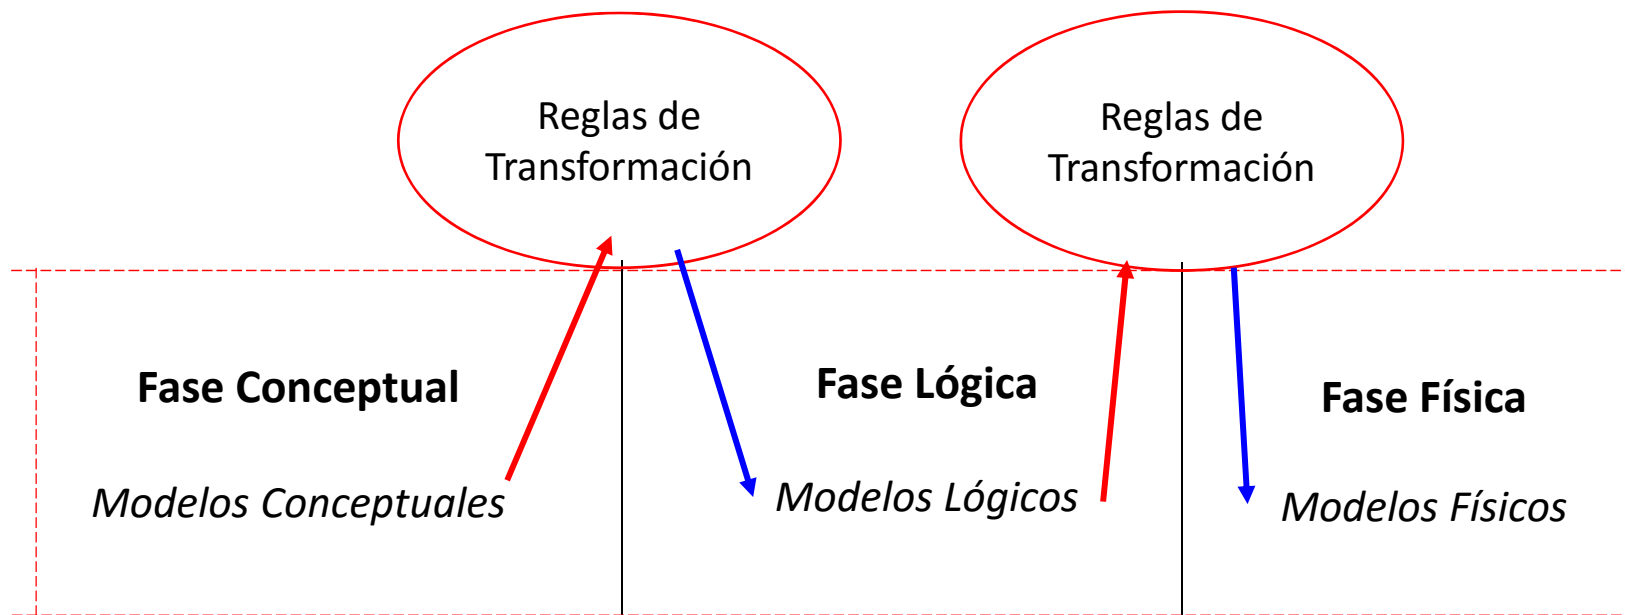 Reglas de
Transformación
Reglas de
Transformación
Fase Conceptual
Fase Lógica
Fase Física
Modelos Conceptuales
Modelos Lógicos
Modelos Físicos